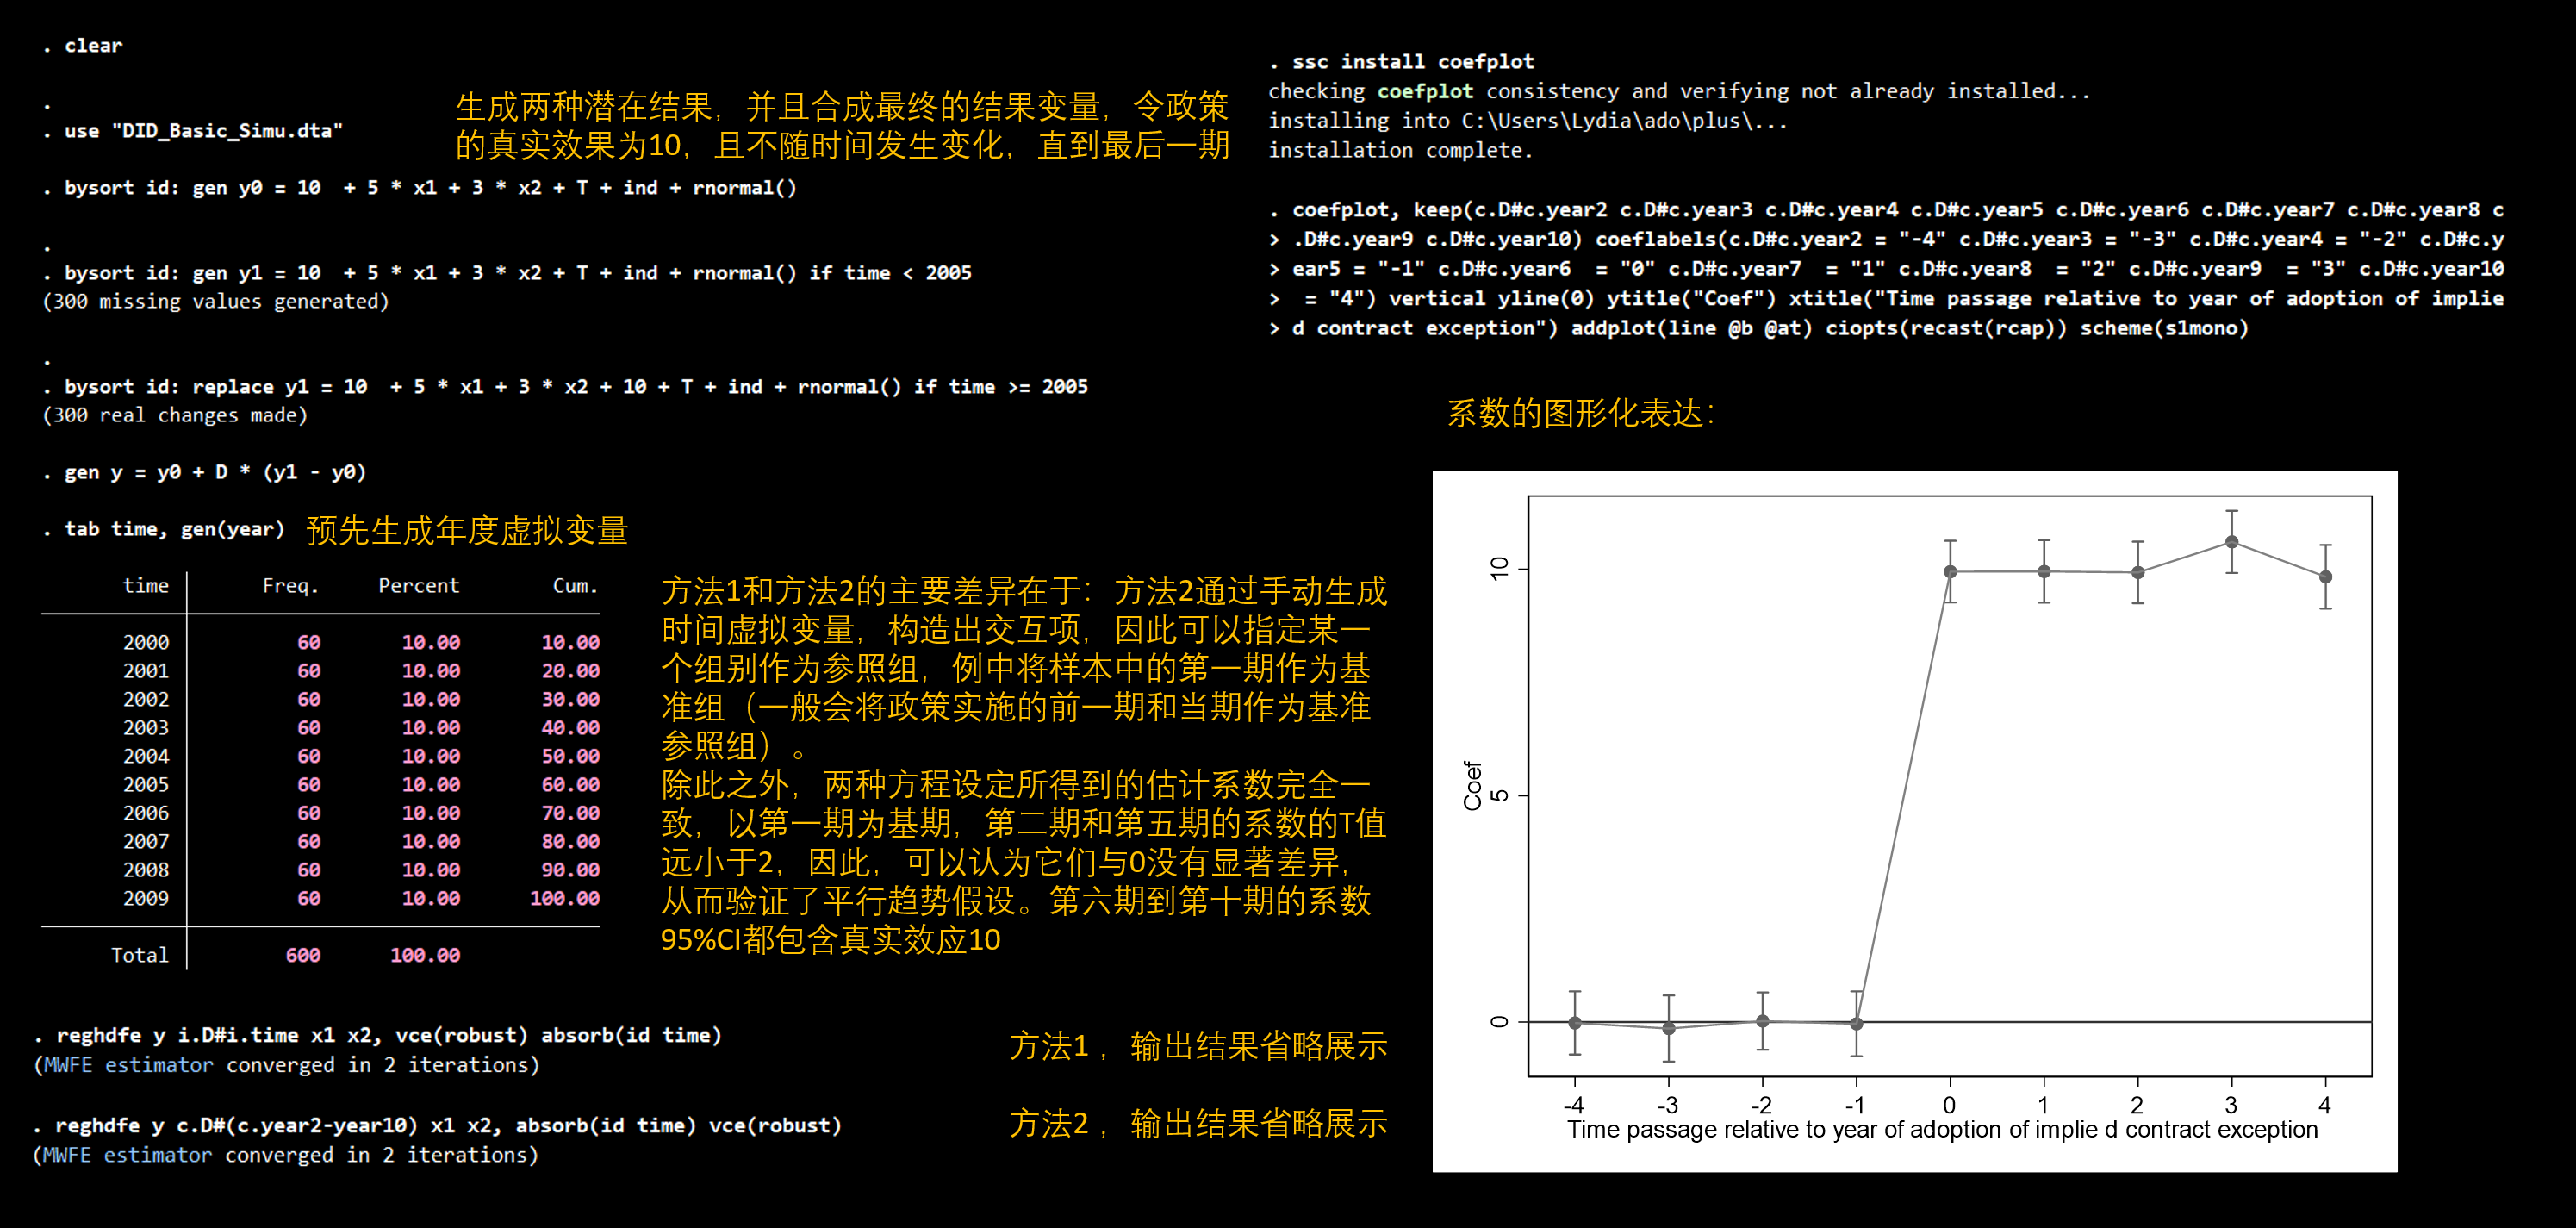 . clear
.
. use "DID_Basic_Simu.dta"
生成两种潜在结果，并且合成最终的结果变量，令政策
的真实效果为10，且不随时间发生变化，直到最后一期
. bysort id: gen y0 = 10  + 5 * x1 + 3 * x2 + T + ind + rnormal()
.
. bysort id: gen y1 = 10  + 5 * x1 + 3 * x2 + T + ind + rnormal() if time < 2005
(300 missing values generated)
.
. bysort id: replace y1 = 10  + 5 * x1 + 3 * x2 + 10 + T + ind + rnormal() if time >= 2005
(300 real changes made)
. gen y = y0 + D * (y1 - y0)
. tab time, gen(year) 预先生成年度虚拟变量
time Freq. Percent Cum.
2000 60 10.00 10.00
2001 60 10.00 20.00
2002 60 10.00 30.00
2003 60 10.00 40.00
2004 60 10.00 50.00
2005 60 10.00 60.00
2006 60 10.00 70.00
2007 60 10.00 80.00
2008 60 10.00 90.00
2009 60 10.00 100.00
Total 600 100.00
方法1和方法2的主要差异在于：方法2通过手动生成
时间虚拟变量，构造出交互项，因此可以指定某一
个组别作为参照组，例中将样本中的第一期作为基
准组（一般会将政策实施的前一期和当期作为基准
参照组）。
除此之外，两种方程设定所得到的估计系数完全一
致，以第一期为基期，第二期和第五期的系数的T值
远小于2，因此，可以认为它们与0没有显著差异，
从而验证了平行趋势假设。第六期到第十期的系数
95%CI都包含真实效应10
. reghdfe y i.D#i.time x1 x2, vce(robust) absorb(id time)
(MWFE estimator converged in 2 iterations)
方法1 ，输出结果省略展示
. reghdfe y c.D#(c.year2-year10) x1 x2, absorb(id time) vce(robust)
(MWFE estimator converged in 2 iterations)
方法2 ，输出结果省略展示
. ssc install coefplot
checking coefplot consistency and verifying not already installed...
installing into C:\Users\Lydia\ado\plus\...
installation complete.
. coefplot, keep(c.D#c.year2 c.D#c.year3 c.D#c.year4 c.D#c.year5 c.D#c.year6 c.D#c.year7 c.D#c.year8 c
> .D#c.year9 c.D#c.year10) coeflabels(c.D#c.year2 = "-4" c.D#c.year3 = "-3" c.D#c.year4 = "-2" c.D#c.y
> ear5 = "-1" c.D#c.year6  = "0" c.D#c.year7  = "1" c.D#c.year8  = "2" c.D#c.year9  = "3" c.D#c.year10
>  = "4") vertical yline(0) ytitle("Coef") xtitle("Time passage relative to year of adoption of implie
> d contract exception") addplot(line @b @at) ciopts(recast(rcap)) scheme(s1mono)
系数的图形化表达：
10
5
0
Coef
-4 -3 -2 -1 0 1 2 3 4
Time passage relative to year of adoption of implie d contract exception